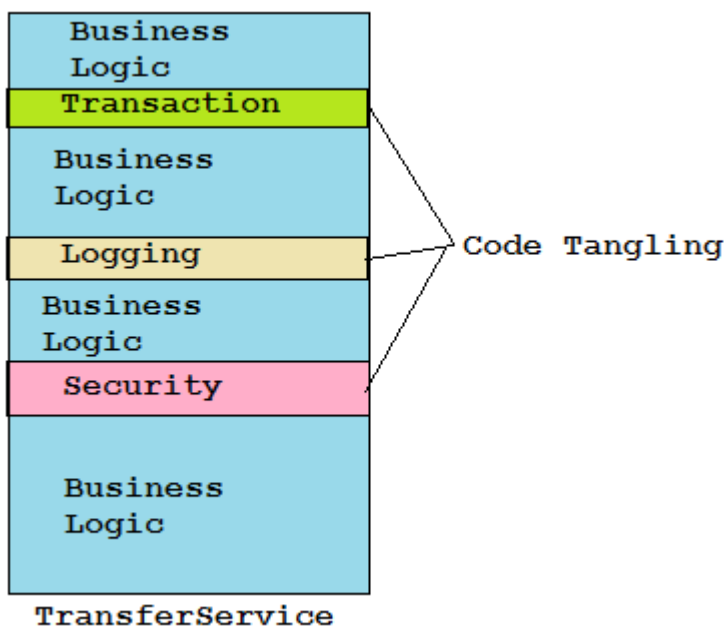 Business
Logic
Transaction
Business
Logic
Logging
Code Tangling
Business
Logic
Security
Business
Logic
TransferService